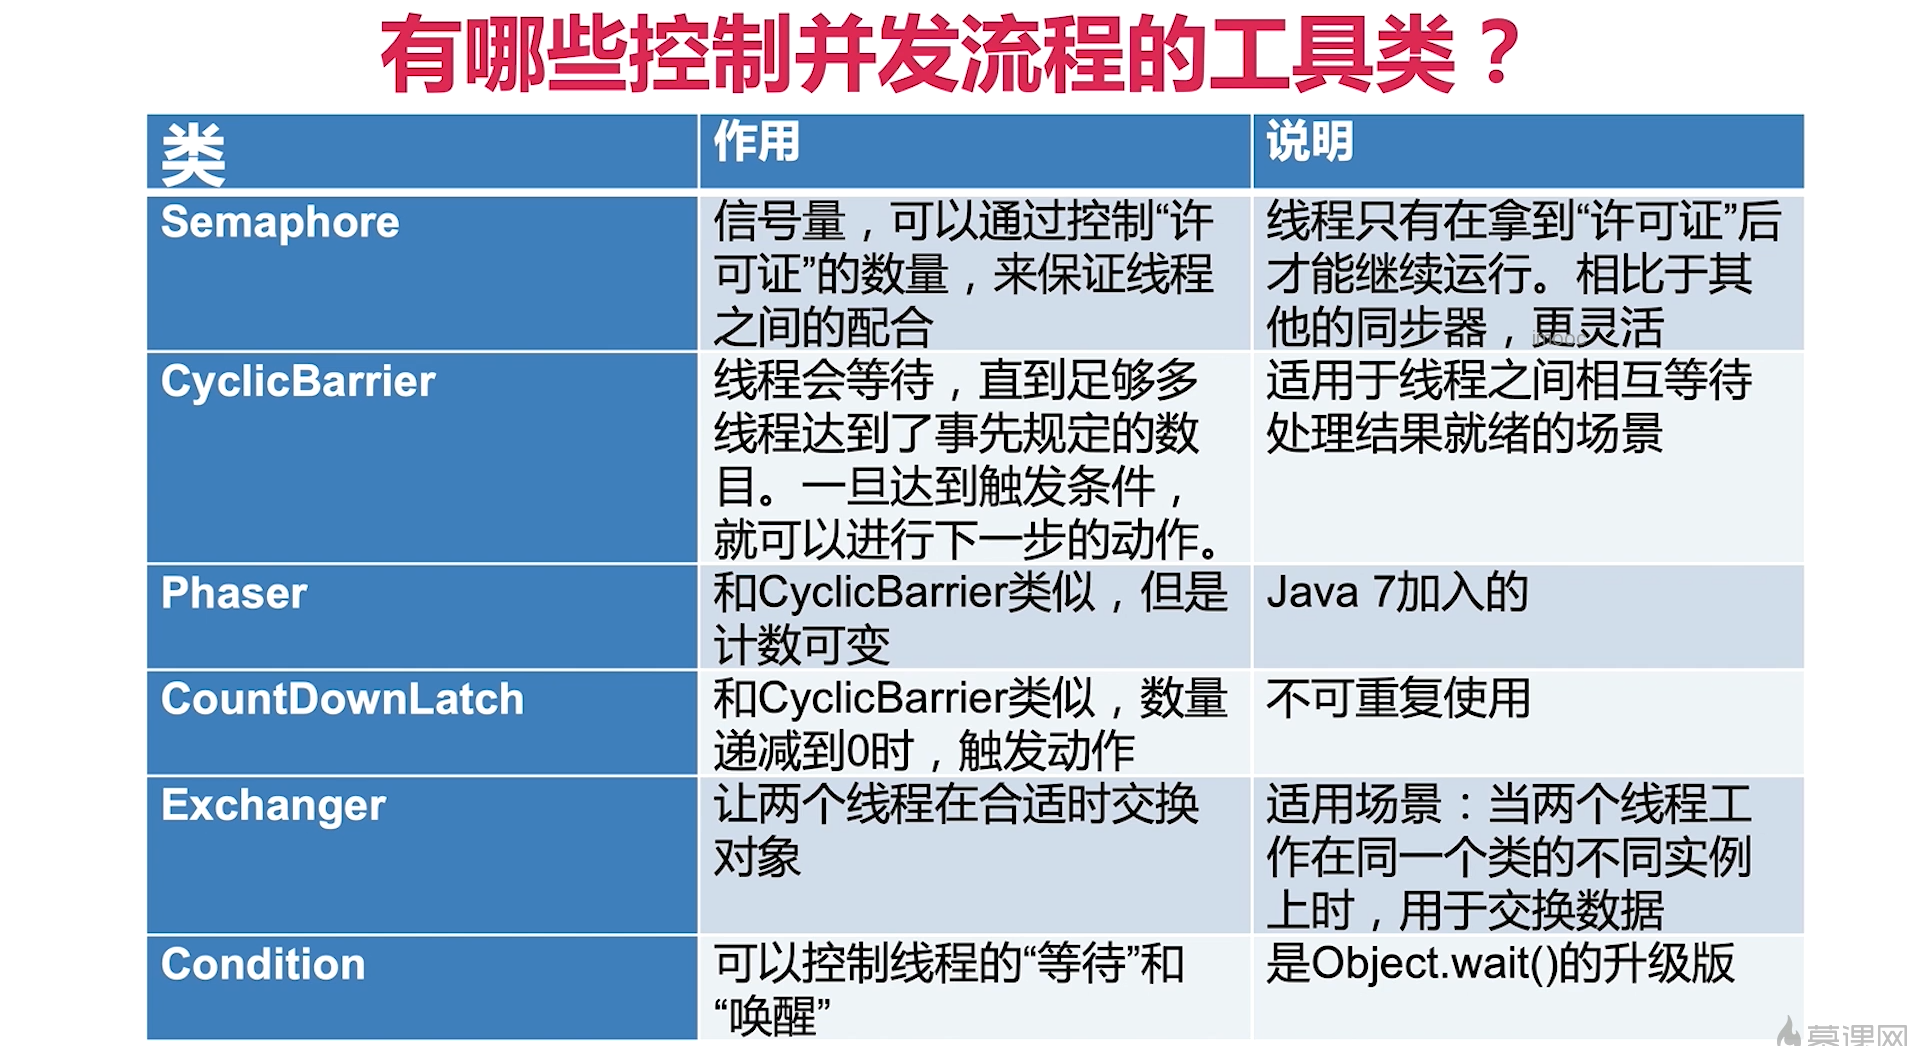 有哪些控制并发流程的工具类？
类
作用
说明
Semaphore
信号量，可以通过控制“许
可证”的数量，来保证线程
之间的配合
线程只有在拿到“许可证”后
才能继续运行。相比于其
他的同步器，更灵活
imooc
CyclicBarrier
线程会等待，直到足够多
线程达到了事先规定的数
目。一旦达到触发条件，
就可以进行下一步的动作。
适用于线程之间相互等待
处理结果就绪的场景
Phaser
和CyclicBarrier类似，但是
计数可变
Java 7加入的
CountDownLatch
和CyclicBarrier类似，数量
递减到0时，触发动作
不可重复使用
Exchanger
让两个线程在合适时交换
对象
适用场景：当两个线程工
作在同一个类的不同实例
上时，用于交换数据
Condition
可以控制线程的“等待”和
“唤醒”
是Object.wait()的升级版
慕课网